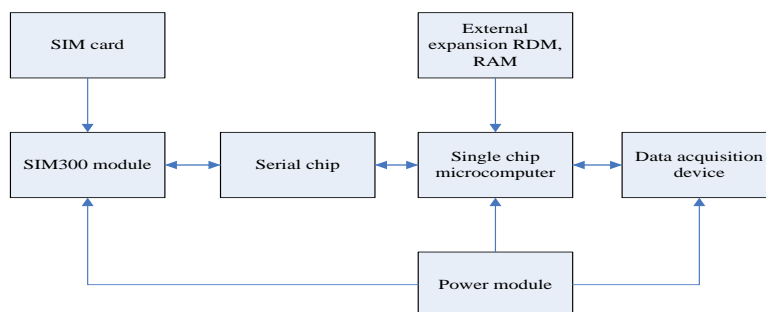 SIM card
External
expansion RDM,
RAM
SIM300 module
Serial chip
Single chip
microcomputer
Data acquisition
device
Power module